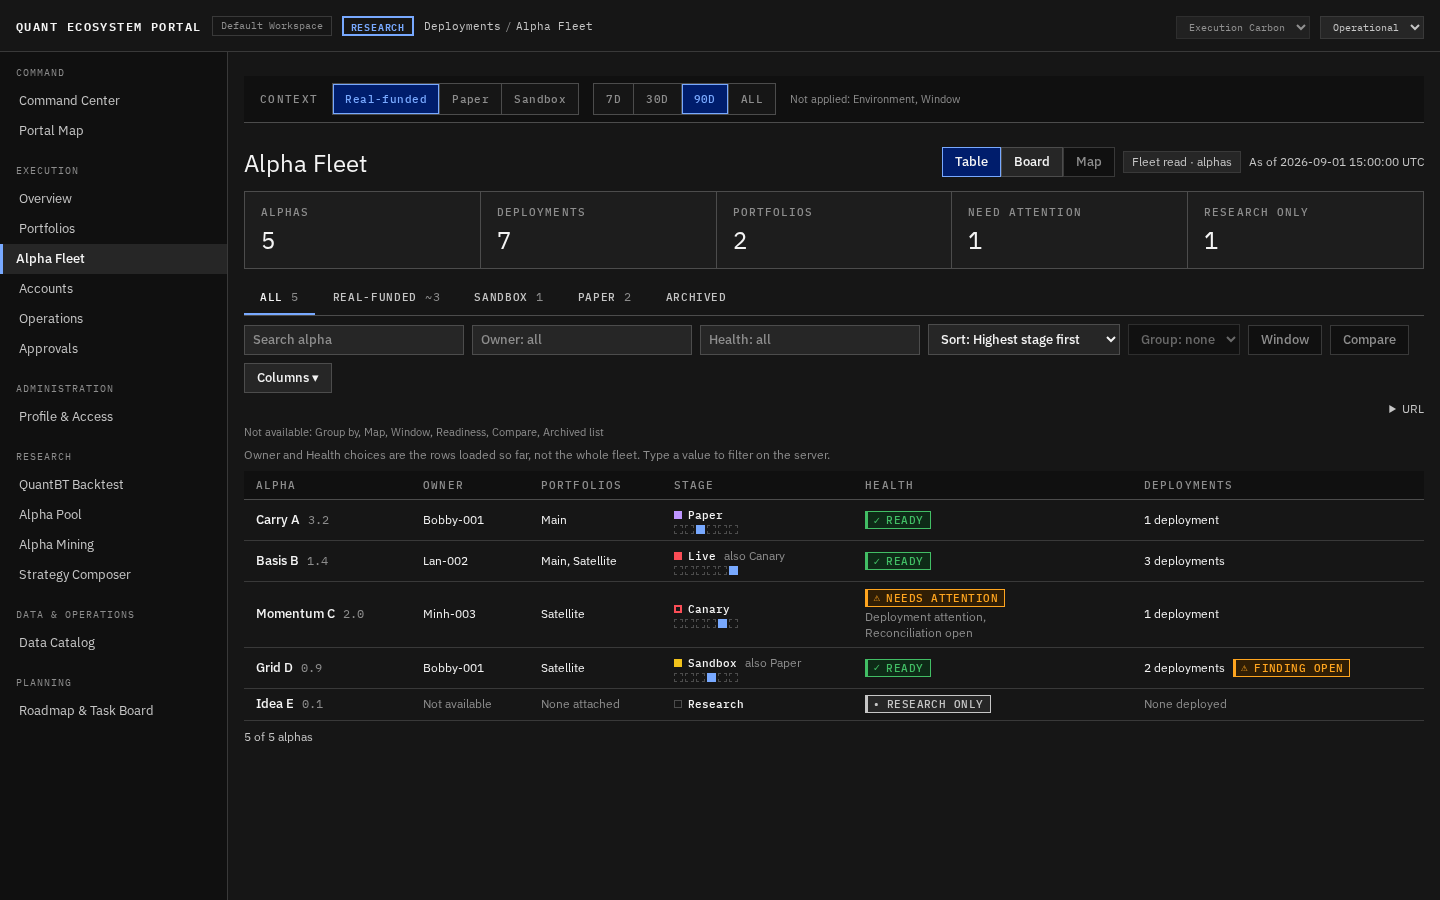 QUANT ECOSYSTEM PORTAL Default Workspace RESEARCH Deployments / Alpha Fleet Execution Carbon Operational
COMMAND
Command Center
Portal Map
EXECUTION
Overview
Portfolios
Alpha Fleet
Accounts
Operations
Approvals
ADMINISTRATION
Profile & Access
RESEARCH
QuantBT Backtest
Alpha Pool
Alpha Mining
Strategy Composer
DATA & OPERATIONS
Data Catalog
PLANNING
Roadmap & Task Board
CONTEXT Real-funded Paper Sandbox 7D 30D 90D ALL Not applied: Environment, Window
Alpha Fleet Table Board Map Fleet read · alphas As of 2026-09-01 15:00:00 UTC
ALPHAS DEPLOYMENTS PORTFOLIOS NEED ATTENTION RESEARCH ONLY
5 7 2 1 1
ALL 5 REAL-FUNDED ~3 SANDBOX 1 PAPER 2 ARCHIVED
Search alpha Owner: all Health: all Sort: Highest stage first Group: none Window Compare
Columns ▾
▶ URL
Not available: Group by, Map, Window, Readiness, Compare, Archived list
Owner and Health choices are the rows loaded so far, not the whole fleet. Type a value to filter on the server.
ALPHA OWNER PORTFOLIOS STAGE HEALTH DEPLOYMENTS
Carry A 3.2 Bobby-001 Main Paper ✓ READY 1 deployment
Basis B 1.4 Lan-002 Main, Satellite Live also Canary ✓ READY 3 deployments
Momentum C 2.0 Minh-003 Satellite Canary ⚠ NEEDS ATTENTION 1 deployment
Deployment attention,
Reconciliation open
Grid D 0.9 Bobby-001 Satellite Sandbox also Paper ✓ READY 2 deployments ⚠ FINDING OPEN
Idea E 0.1 Not available None attached Research ▪ RESEARCH ONLY None deployed
5 of 5 alphas